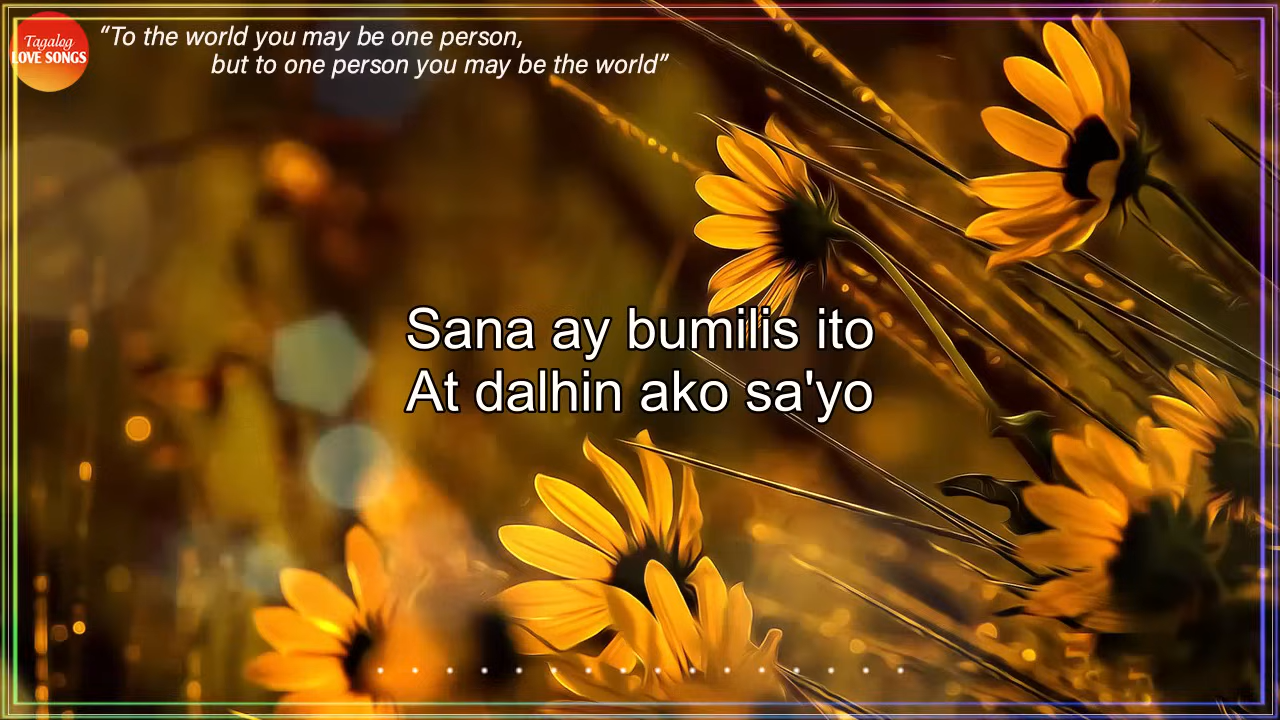 Tagalog
LOVE SONGS
“To the world you may be one person,
but to one person you may be the world”
Sana ay bumilis ito
At dalhin ako sa'yo